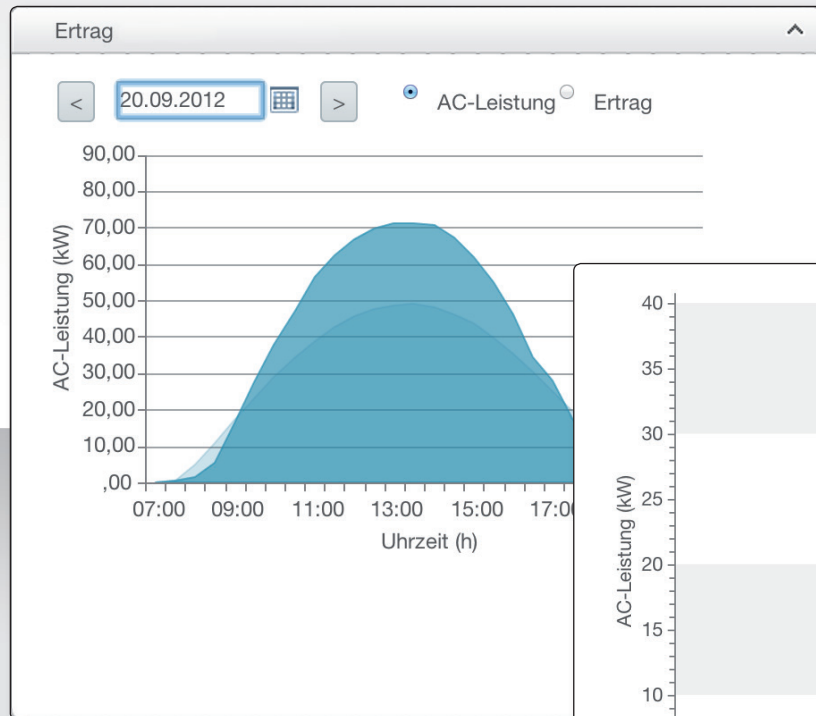 Ertrag
< 20.09.2012 > AC-Leistung Ertrag
90,00
80,00
70,00
60,00
50,00
40,00
30,00
20,00
10,00
,00
AC-Leistung (kW)
07:00 09:00 11:00 13:00 15:00 17:00
Uhrzeit (h)
40
35
30
25
20
15
10
AC-Leistung (kW)